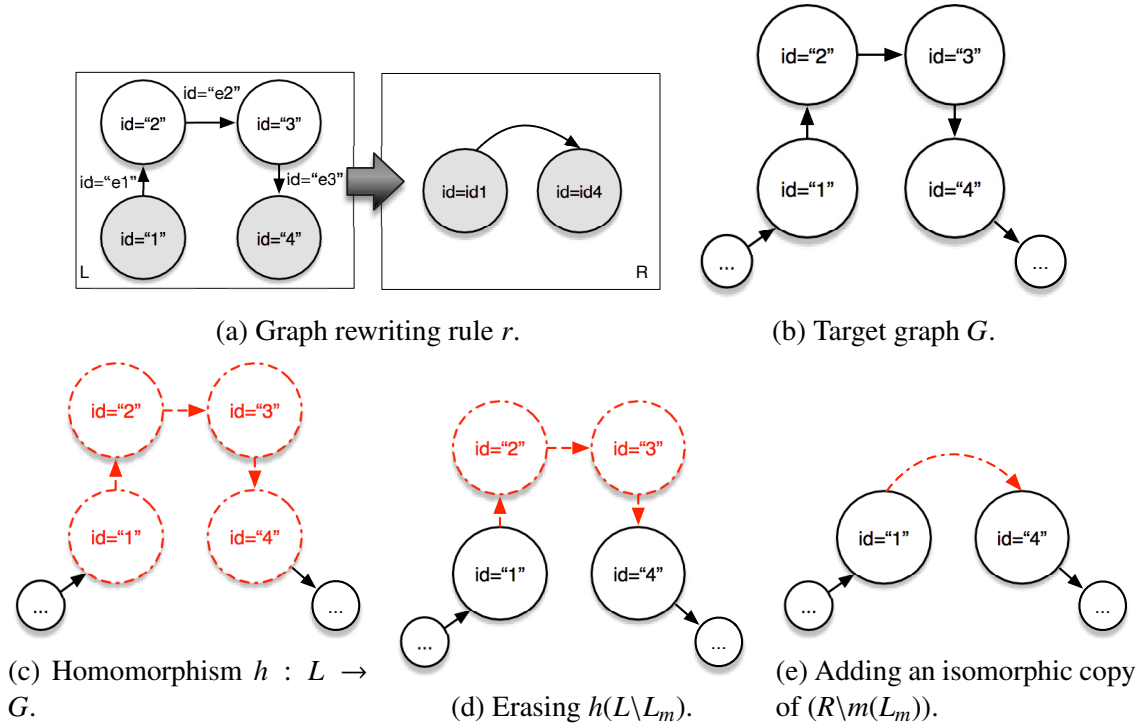 id=“2”
id=“e2”
id=“3”
id=“e1”
id=“e3”
id=“1”
id=“4”
L
id=id1
id=id4
R
(a) Graph rewriting rule r.
id=“2”
id=“3”
id=“1”
id=“4”
...
...
(b) Target graph G.
id=“2”
id=“3”
id=“1”
id=“4”
...
...
(c) Homomorphism h : L →
G.
id=“2”
id=“3”
id=“1”
id=“4”
...
...
(d) Erasing h(L\Lₘ).
id=“1”
id=“4”
...
...
(e) Adding an isomorphic copy
of (R\m(Lₘ)).